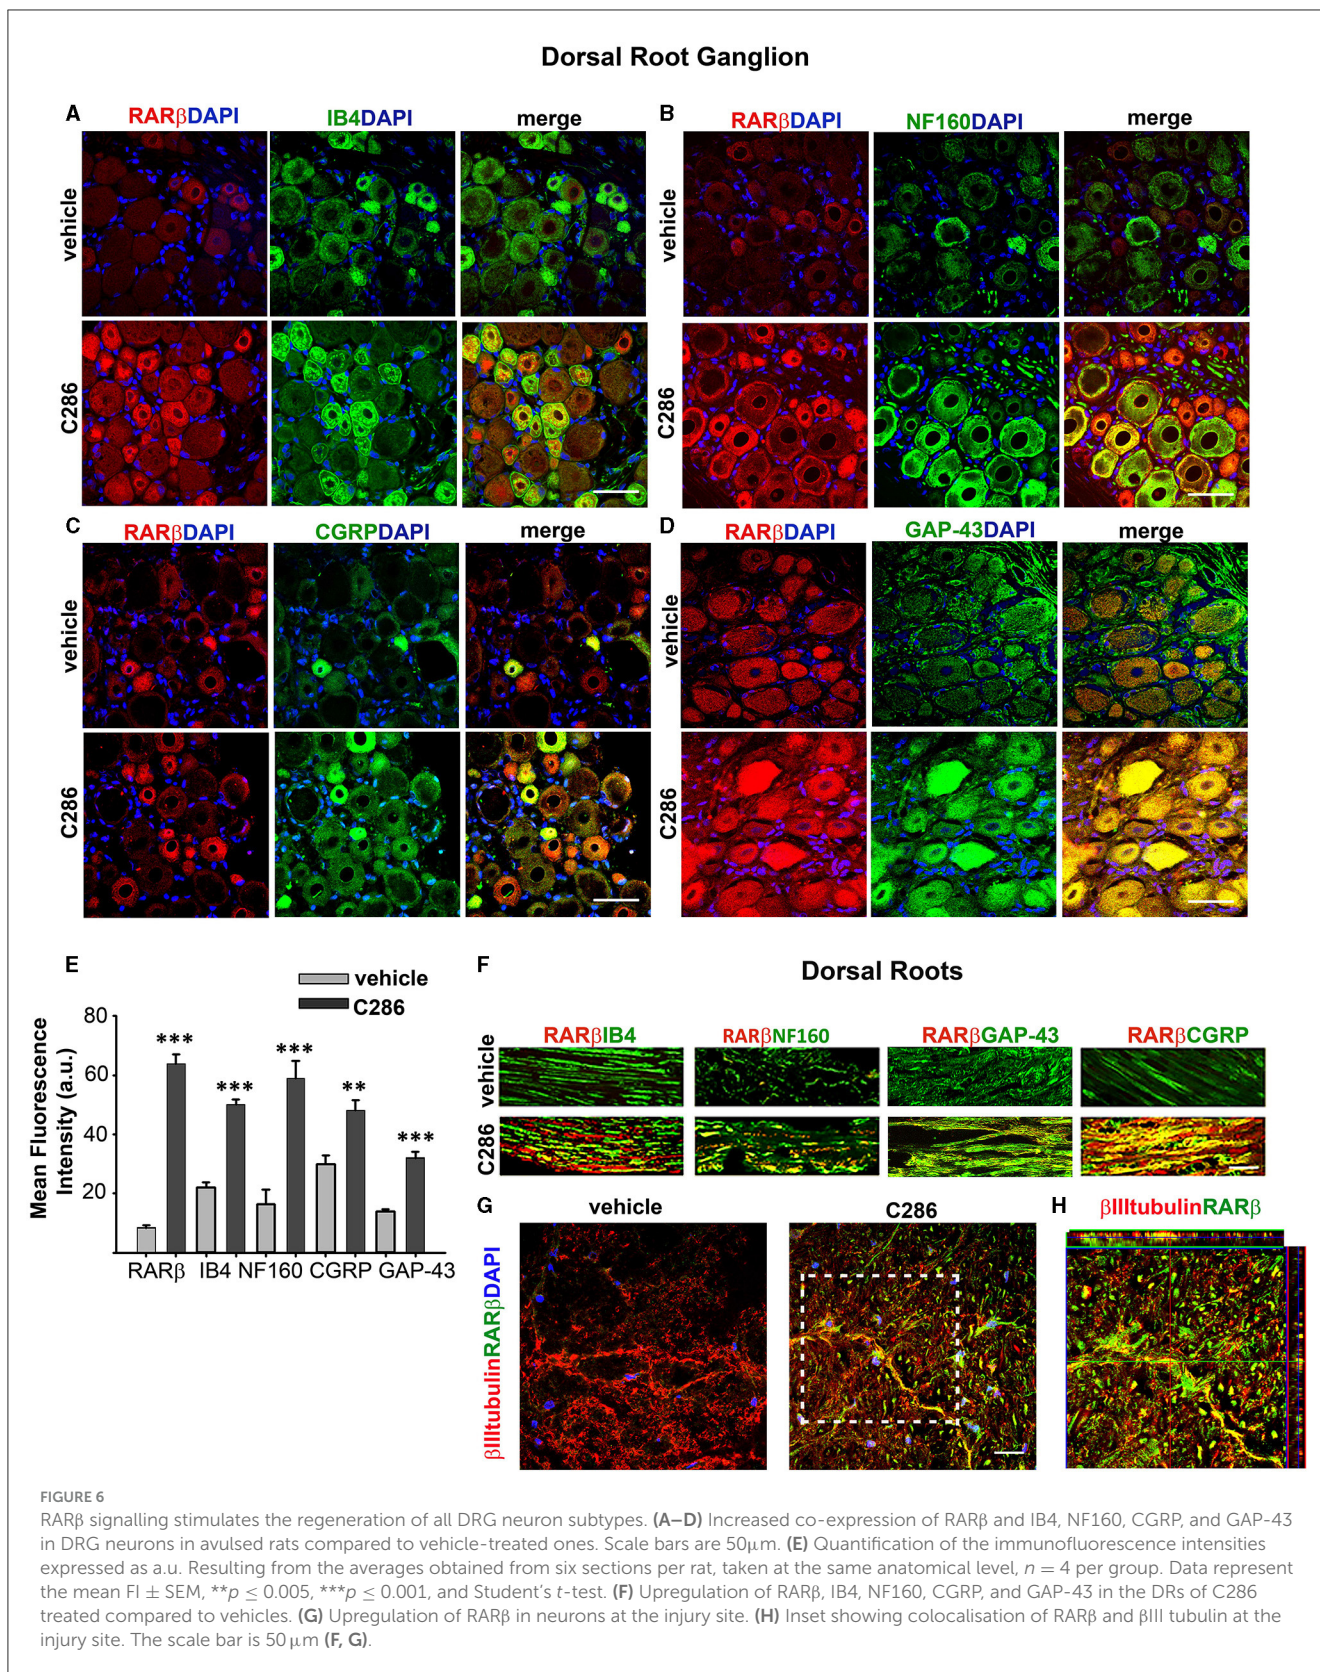 Dorsal Root Ganglion
A
RARβDAPI
IB4DAPI
merge
vehicle
C286
B
RARβDAPI
NF160DAPI
merge
vehicle
C286
C
RARβDAPI
CGRPDAPI
merge
vehicle
C286
D
RARβDAPI
GAP-43DAPI
merge
vehicle
C286
E
vehicle
C286
Mean Fluorescence
Intensity (a.u.)
80
60
40
20
***
***
***
**
***
RARβ IB4 NF160 CGRP GAP-43
F
Dorsal Roots
RARβIB4
RARβNF160
RARβGAP-43
RARβCGRP
vehicle
C286
G
vehicle
C286
βIIItubulinRARβDAPI
H
βIIItubulinRARβ
FIGURE 6
RARβ signalling stimulates the regeneration of all DRG neuron subtypes. (A–D) Increased co-expression of RARβ and IB4, NF160, CGRP, and GAP-43
in DRG neurons in avulsed rats compared to vehicle-treated ones. Scale bars are 50μm. (E) Quantification of the immunofluorescence intensities
expressed as a.u. Resulting from the averages obtained from six sections per rat, taken at the same anatomical level, n = 4 per group. Data represent
the mean FI ± SEM, **p ≤ 0.005, ***p ≤ 0.001, and Student's t-test. (F) Upregulation of RARβ, IB4, NF160, CGRP, and GAP-43 in the DRs of C286
treated compared to vehicles. (G) Upregulation of RARβ in neurons at the injury site. (H) Inset showing colocalisation of RARβ and βIII tubulin at the
injury site. The scale bar is 50 μm (F, G).